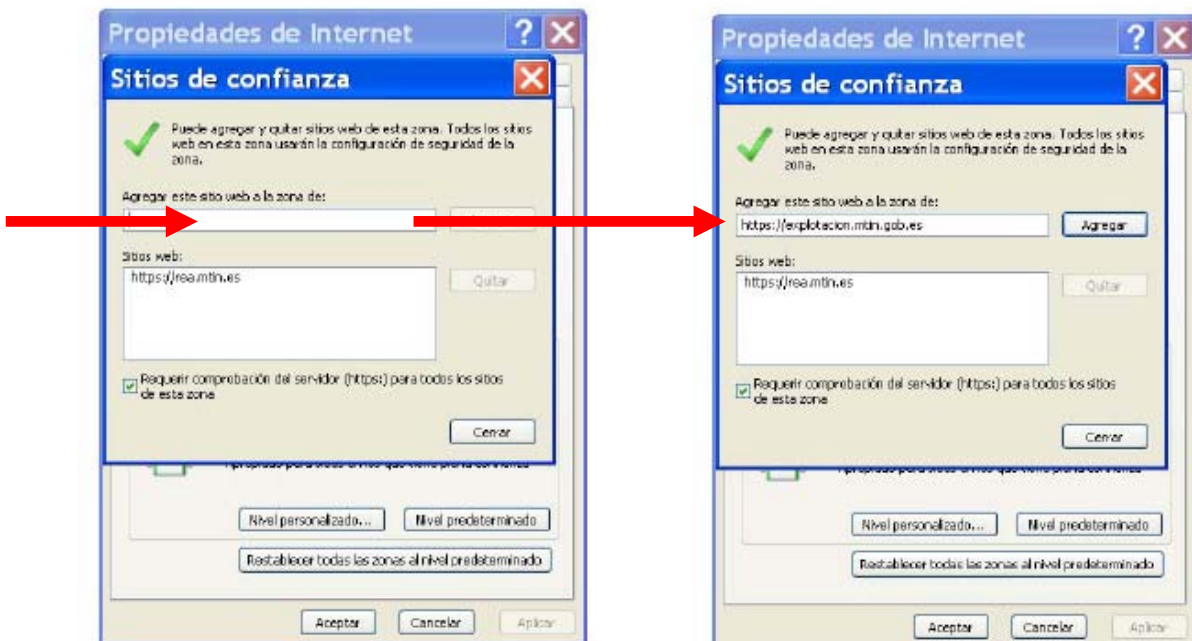 Propiedades de Internet
Sitios de confianza
Puede agregar y quitar sitios web de esta zona. Todos los sitios
web en esta zona usarán la configuración de seguridad de la
zona.
Agregar este sitio web a la zona de:
Sitios web:
https://rea.mtin.es
Quitar
Requerir comprobación del servidor (https:) para todos los sitios
de esta zona
Cerrar
Nivel personalizado...
Nivel predeterminado
Restablecer todas las zonas al nivel predeterminado
Aceptar
Cancelar
Aplicar
Propiedades de Internet
Sitios de confianza
Puede agregar y quitar sitios web de esta zona. Todos los sitios
web en esta zona usarán la configuración de seguridad de la
zona.
Agregar este sitio web a la zona de:
https://explotacion.mtin.gob.es
Agregar
Sitios web:
https://rea.mtin.es
Quitar
Requerir comprobación del servidor (https:) para todos los sitios
de esta zona
Cerrar
Nivel personalizado...
Nivel predeterminado
Restablecer todas las zonas al nivel predeterminado
Aceptar
Cancelar
Aplicar